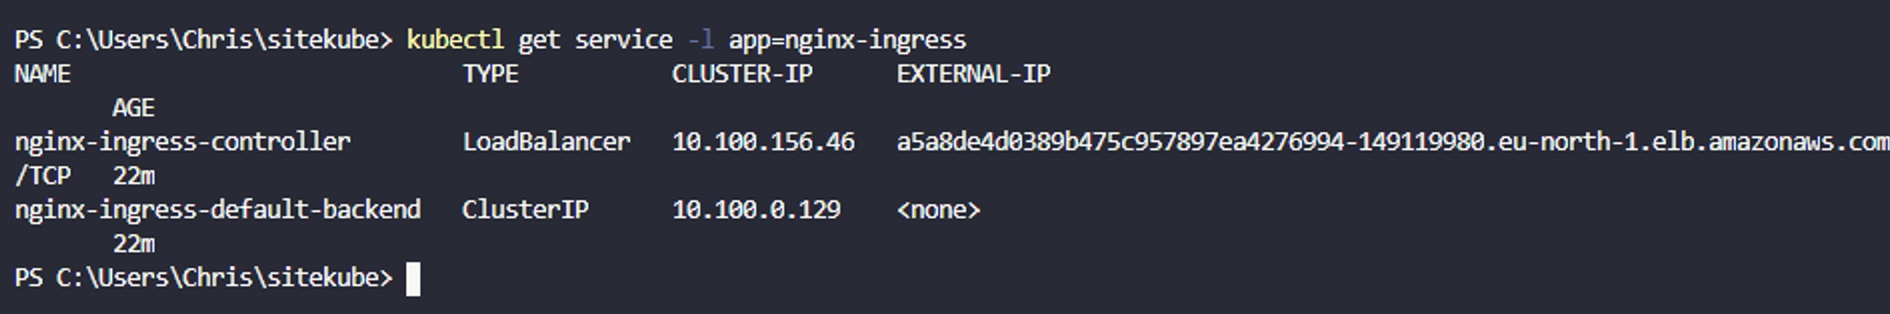 PS C:\Users\Chris\sitekube> kubectl get service -l app=nginx-ingress
NAME                            TYPE           CLUSTER-IP      EXTERNAL-IP
       AGE
nginx-ingress-controller        LoadBalancer   10.100.156.46   a5a8de4d0389b475c957897ea4276994-149119980.eu-north-1.elb.amazonaws.com
/TCP   22m
nginx-ingress-default-backend   ClusterIP      10.100.0.129    <none>
       22m
PS C:\Users\Chris\sitekube>